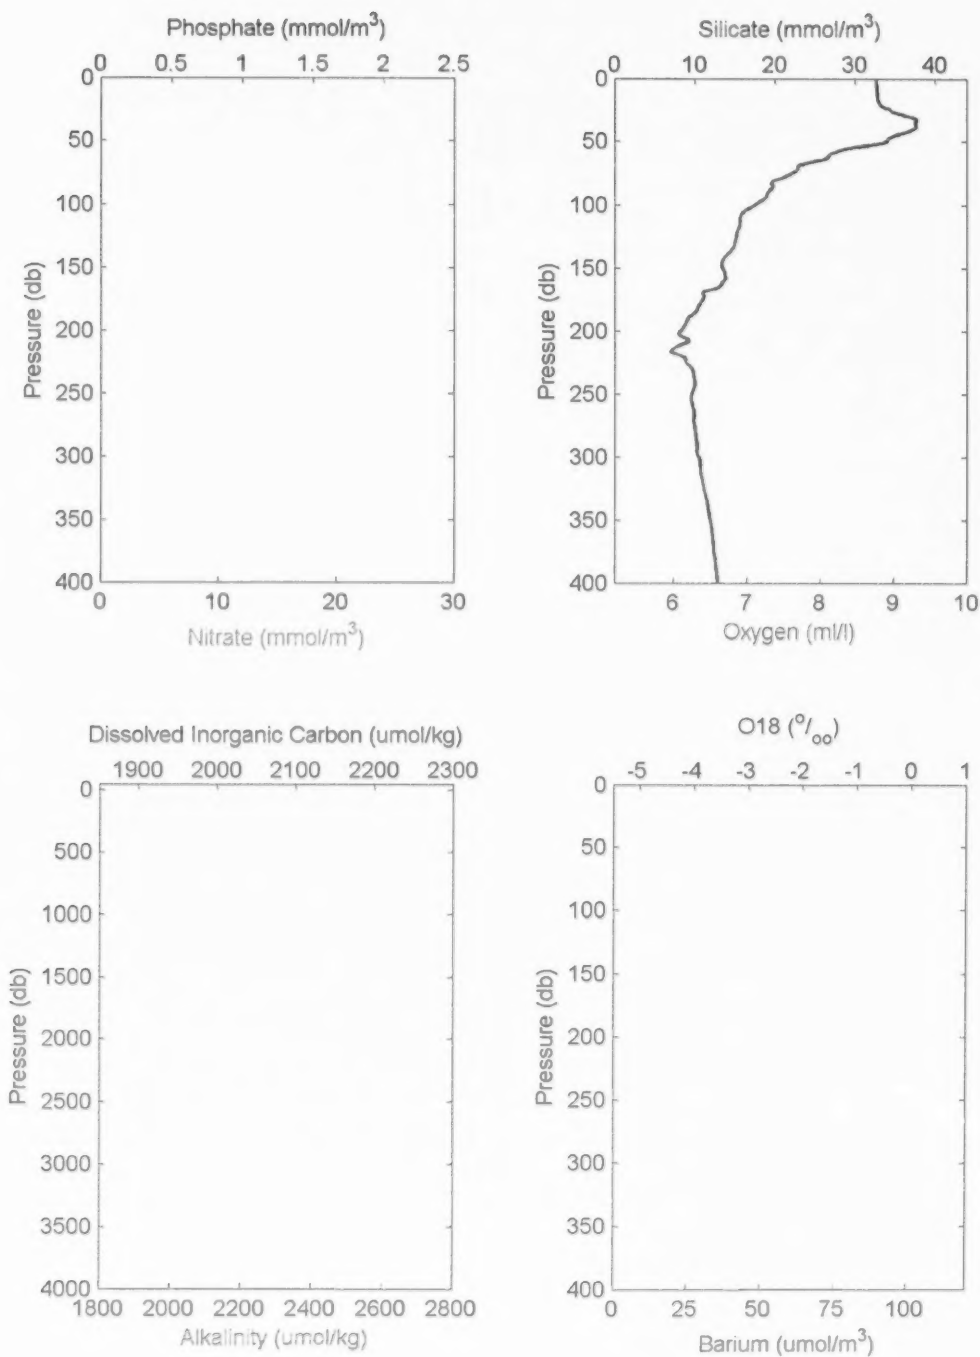 Phosphate (mmol/m³)
0 0.5 1 1.5 2 2.5
0
50
100
150
200
250
300
350
400
Pressure (db)
0 10 20 30
Nitrate (mmol/m³)
Silicate (mmol/m³)
0 10 20 30 40
0
50
100
150
200
250
300
350
400
Pressure (db)
6 7 8 9 10
Oxygen (ml/l)
Dissolved Inorganic Carbon (umol/kg)
1900 2000 2100 2200 2300
0
500
1000
1500
2000
2500
3000
3500
4000
Pressure (db)
1800 2000 2200 2400 2600 2800
Alkalinity (umol/kg)
O18 (º/ₒₒ)
-5 -4 -3 -2 -1 0 1
0
50
100
150
200
250
300
350
400
Pressure (db)
0 25 50 75 100
Barium (umol/m³)